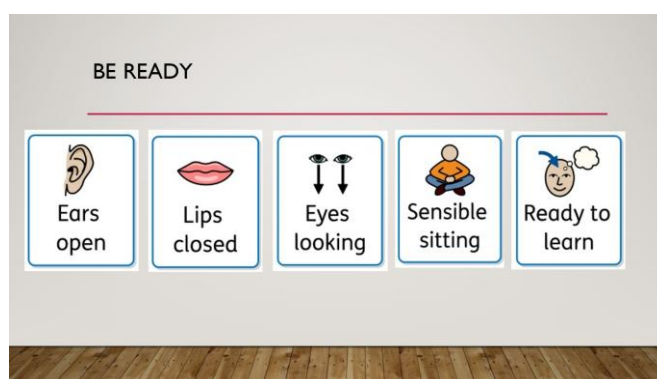 BE READY
Ears
open
Lips
closed
Eyes
looking
Sensible
sitting
Ready to
learn